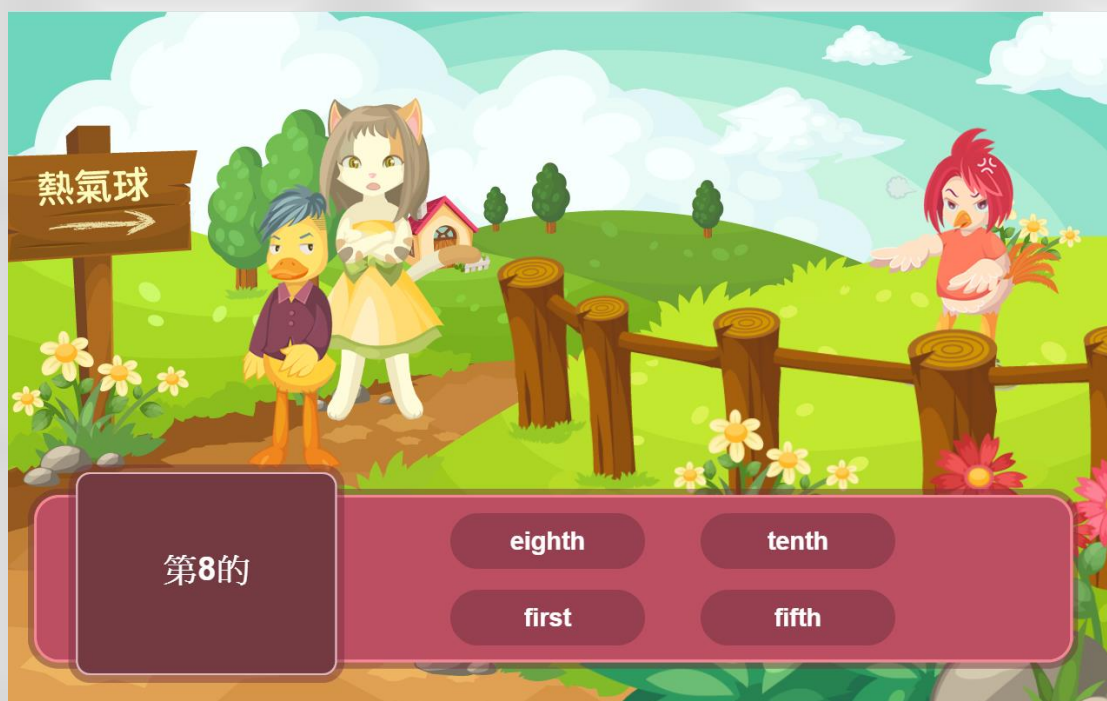 熱氣球
第8的
eighth
tenth
first
fifth